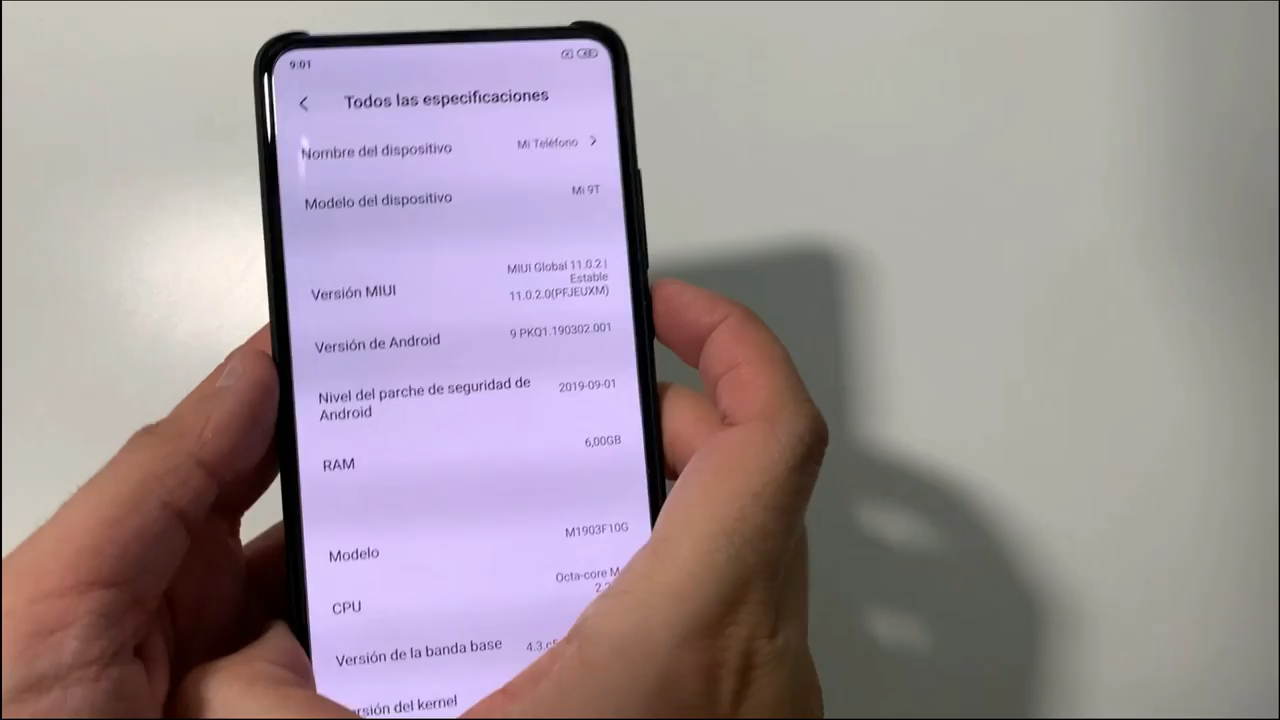 9:01
Todos las especificaciones
Nombre del dispositivo
Mi Teléfono
Modelo del dispositivo
Mi 9T
Versión MIUI
MIUI Global 11.0.2 |
Estable
11.0.2.0(PFJEUXM)
Versión de Android
9 PKQ1.190302.001
Nivel del parche de seguridad de
Android
2019-09-01
RAM
6,00GB
Modelo
M1903F10G
CPU
Octa-core
Versión de la banda base
del kernel